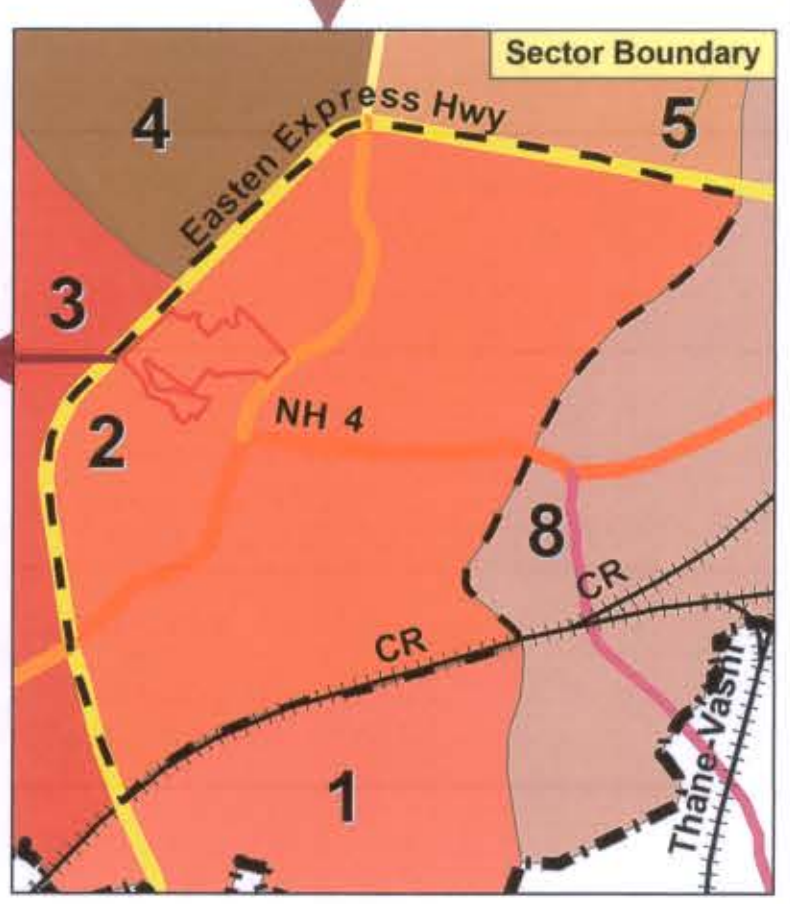 Sector Boundary
4
Easten Express Hwy
5
3
2
NH 4
8
CR
CR
Thane-Vashi
1